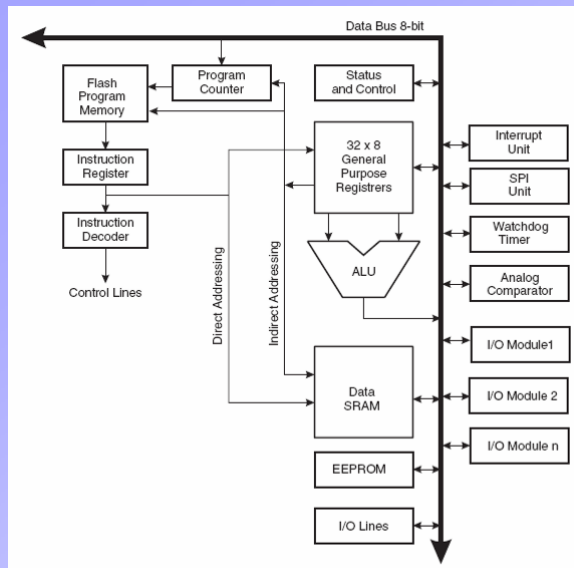 Data Bus 8-bit
Flash
Program
Memory
Program
Counter
Status
and Control
Instruction
Register
32 x 8
General
Purpose
Registrers
Interrupt
Unit
SPI
Unit
Instruction
Decoder
Watchdog
Timer
ALU
Analog
Comparator
Control Lines
Direct Addressing
Indirect Addressing
I/O Module1
Data
SRAM
I/O Module 2
I/O Module n
EEPROM
I/O Lines